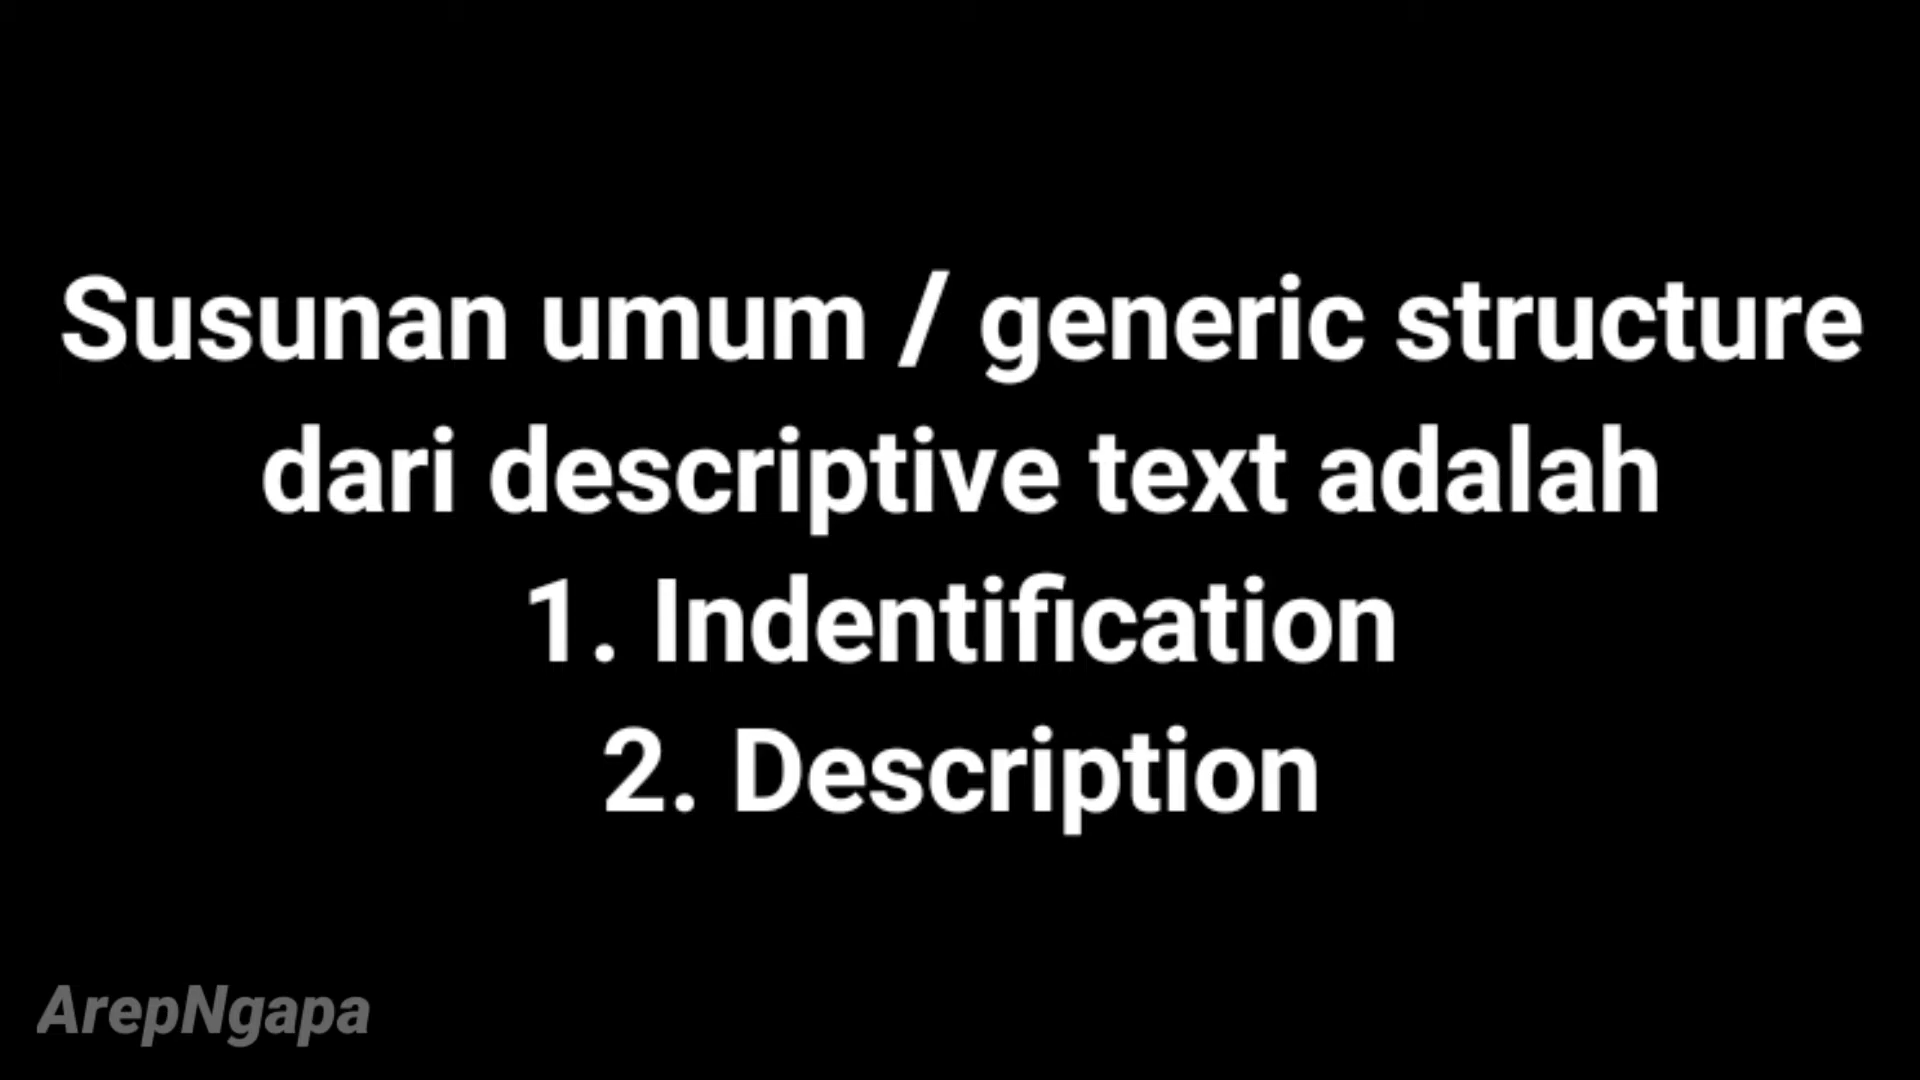 Susunan umum / generic structure
dari descriptive text adalah
1. Indentification
2. Description
ArepNgapa